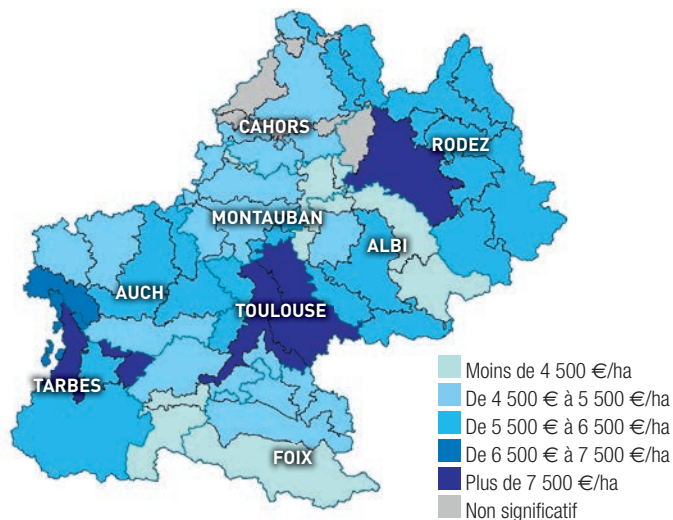 CAHORS
RODEZ
MONTAUBAN
ALBI
AUCH
TOULOUSE
TARBES
FOIX
Moins de 4 500 €/ha
De 4 500 € à 5 500 €/ha
De 5 500 € à 6 500 €/ha
De 6 500 € à 7 500 €/ha
Plus de 7 500 €/ha
Non significatif